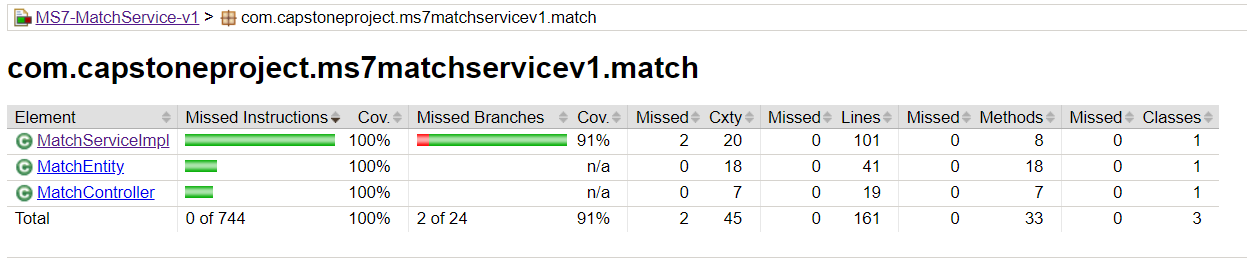 MS7-MatchService-v1 > com.capstoneproject.ms7matchservicev1.match
com.capstoneproject.ms7matchservicev1.match
Element Missed Instructions Cov. Missed Branches Cov. Missed Cxty Missed Lines Missed Methods Missed Classes
MatchServiceImpl 100% 91% 2 20 0 101 0 8 0 1
MatchEntity 100% n/a 0 18 0 41 0 18 0 1
MatchController 100% n/a 0 7 0 19 0 7 0 1
Total 0 of 744 100% 2 of 24 91% 2 45 0 161 0 33 0 3